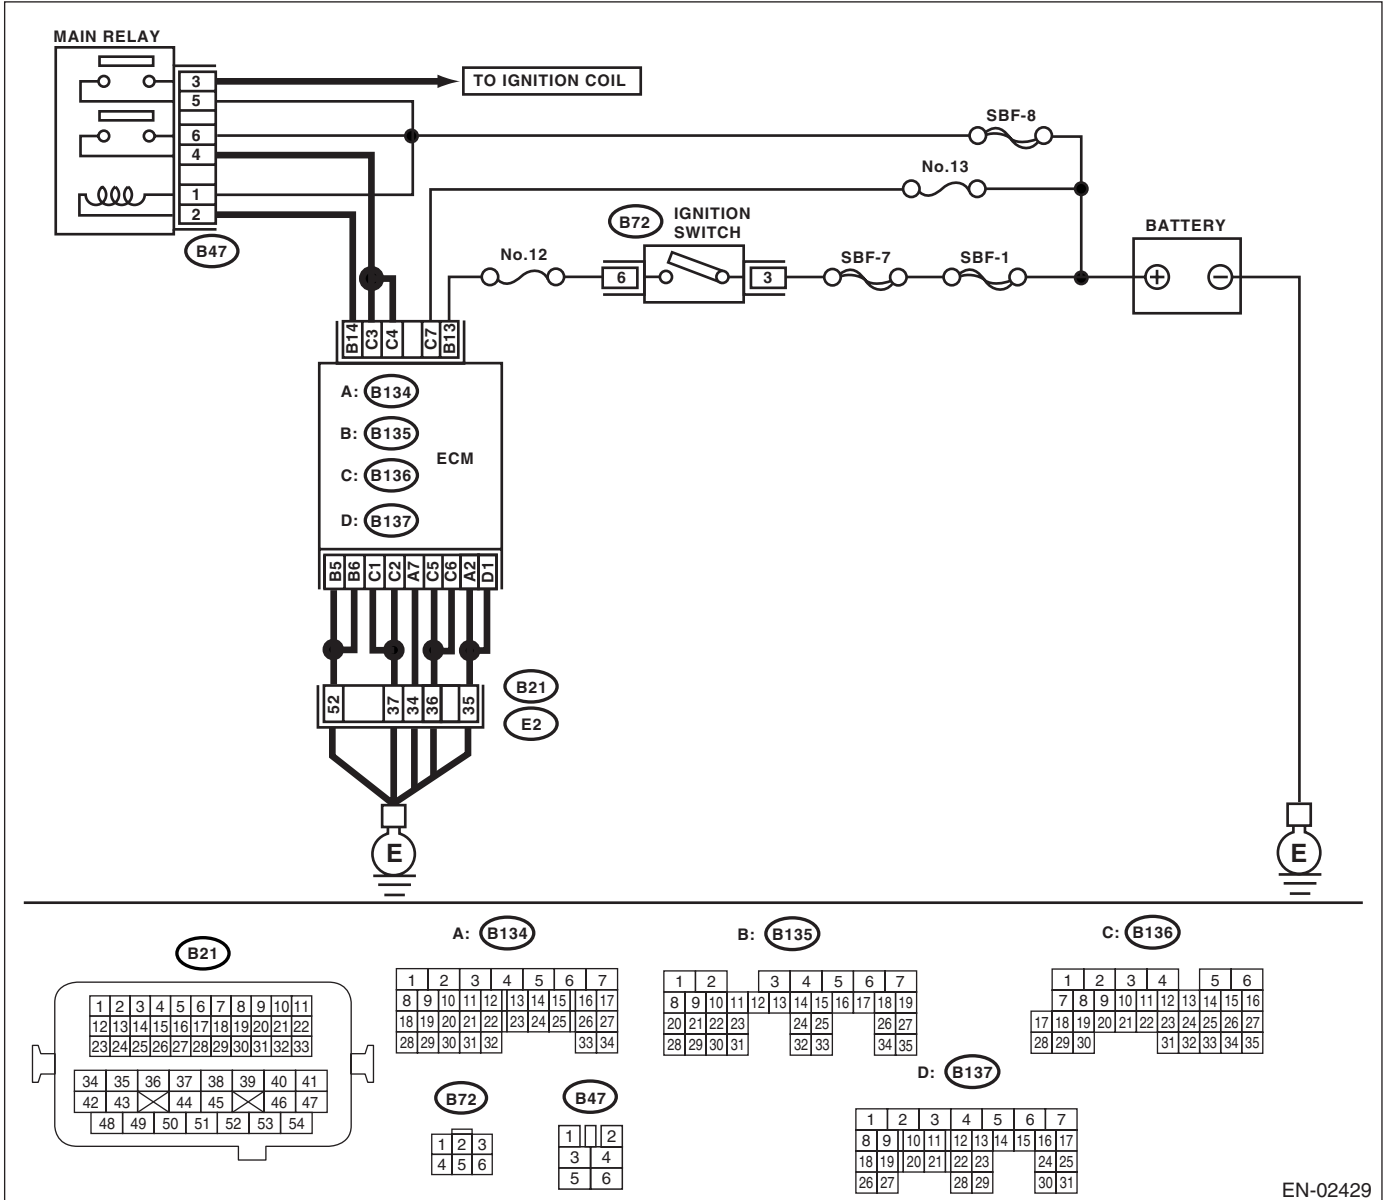 MAIN RELAY
3
TO IGNITION COIL
5
6
4
1
2
B47
SBF-8
No.13
B72
IGNITION
SWITCH
No.12
6
3
SBF-7
SBF-1
BATTERY
+
−
B14 C3 C4 C7 B13
A: B134
B: B135
C: B136
D: B137
ECM
B5 B6 C1 C2 A7 C5 C6 A2 D1
52 37 34 36 35
B21
E2
E
E
B21
1 2 3 4 5 6 7 8 9 10 11
12 13 14 15 16 17 18 19 20 21 22
23 24 25 26 27 28 29 30 31 32 33
34 35 36 37 38 39 40 41
42 43 44 45 46 47
48 49 50 51 52 53 54
A: B134
1 2 3 4 5 6 7
8 9 10 11 12 13 14 15 16 17
18 19 20 21 22 23 24 25 26 27
28 29 30 31 32 33 34
B: B135
1 2 3 4 5 6 7
8 9 10 11 12 13 14 15 16 17 18 19
20 21 22 23 24 25 26 27
28 29 30 31 32 33 34 35
C: B136
1 2 3 4 5 6
7 8 9 10 11 12 13 14 15 16
17 18 19 20 21 22 23 24 25 26 27
28 29 30 31 32 33 34 35
B72
1 2 3
4 5 6
B47
1 2
3 4
5 6
D: B137
1 2 3 4 5 6 7
8 9 10 11 12 13 14 15 16 17
18 19 20 21 22 23 24 25
26 27 28 29 30 31
EN-02429